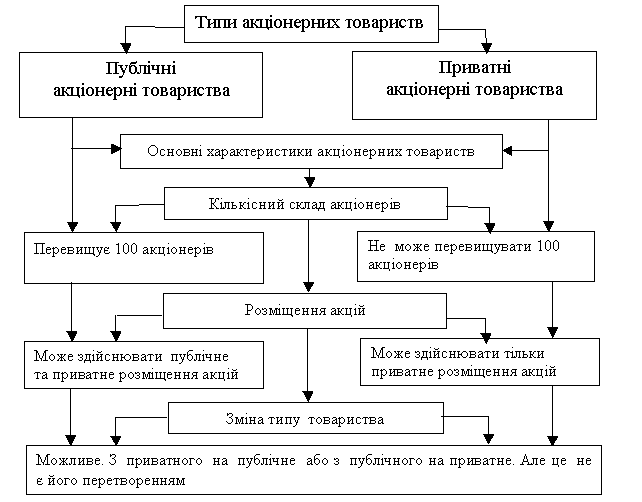 Типи акціонерних товариств
Публічні
акціонерні товариства
Приватні
акціонерні товариства
Основні характеристики акціонерних товариств
Кількісний склад акціонерів
Перевищує 100 акціонерів
Не може перевищувати 100
акціонерів
Розміщення акцій
Може здійснювати публічне
та приватне розміщення акцій
Може здійснювати тільки
приватне розміщення акцій
Зміна типу товариства
Можливе. З приватного на публічне або з публічного на приватне. Але це не
є його перетворенням